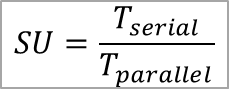 SU = T_serial / T_parallel